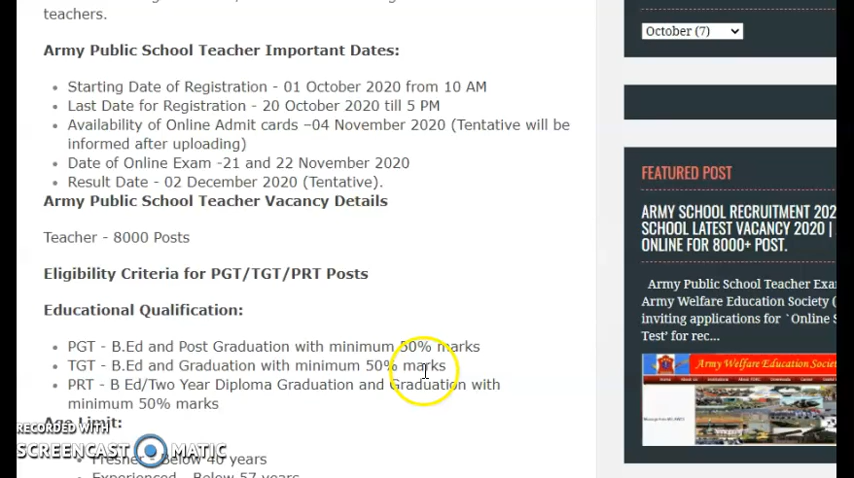 teachers.
Army Public School Teacher Important Dates:
Starting Date of Registration - 01 October 2020 from 10 AM
Last Date for Registration - 20 October 2020 till 5 PM
Availability of Online Admit cards –04 November 2020 (Tentative will be
informed after uploading)
Date of Online Exam -21 and 22 November 2020
Result Date - 02 December 2020 (Tentative).
Army Public School Teacher Vacancy Details
Teacher - 8000 Posts
Eligibility Criteria for PGT/TGT/PRT Posts
Educational Qualification:
PGT - B.Ed and Post Graduation with minimum 50% marks
TGT - B.Ed and Graduation with minimum 50% marks
PRT - B Ed/Two Year Diploma Graduation and Graduation with
minimum 50% marks
Age Limit:
Fresher - Below 40 years
Experienced - Below 57 years
RECORDED WITH
SCREENCAST MATIC
October (7)
FEATURED POST
ARMY SCHOOL RECRUITMENT 202
SCHOOL LATEST VACANCY 2020 |
ONLINE FOR 8000+ POST.
Army Public School Teacher Exa
Army Welfare Education Society (
inviting applications for `Online S
Test' for rec...
Army Welfare Education